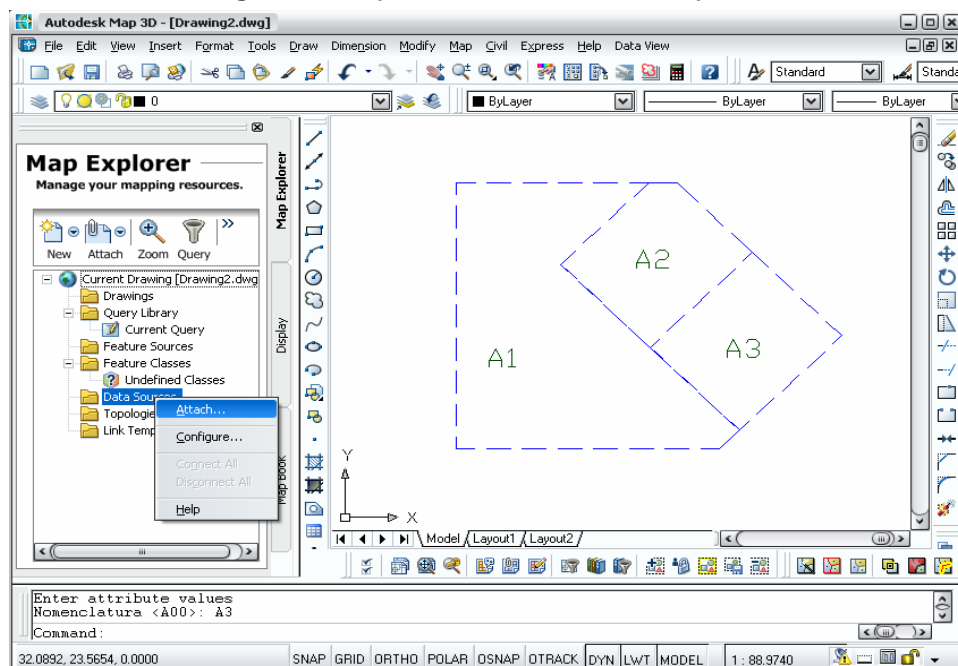 Autodesk Map 3D - [Drawing2.dwg]
File Edit View Insert Format Tools Draw Dimension Modify Map Civil Express Help Data View
Standard Standa
0 ByLayer ByLayer ByLayer
Map Explorer
Manage your mapping resources.
New Attach Zoom Query
Current Drawing [Drawing2.dwg
Drawings
Query Library
Current Query
Feature Sources
Feature Classes
Undefined Classes
Data Sources
Topologie
Link Temp
Attach...
Configure...
Connect All
Disconnect All
Help
Map Explorer
Display
Map Book
A1
A2
A3
Y
X
Model Layout1 Layout2
Enter attribute values
Nomenclatura <A00>: A3
Command:
32.0892, 23.5654, 0.0000 SNAP GRID ORTHO POLAR OSNAP OTRACK DYN LWT MODEL 1 : 88.9740